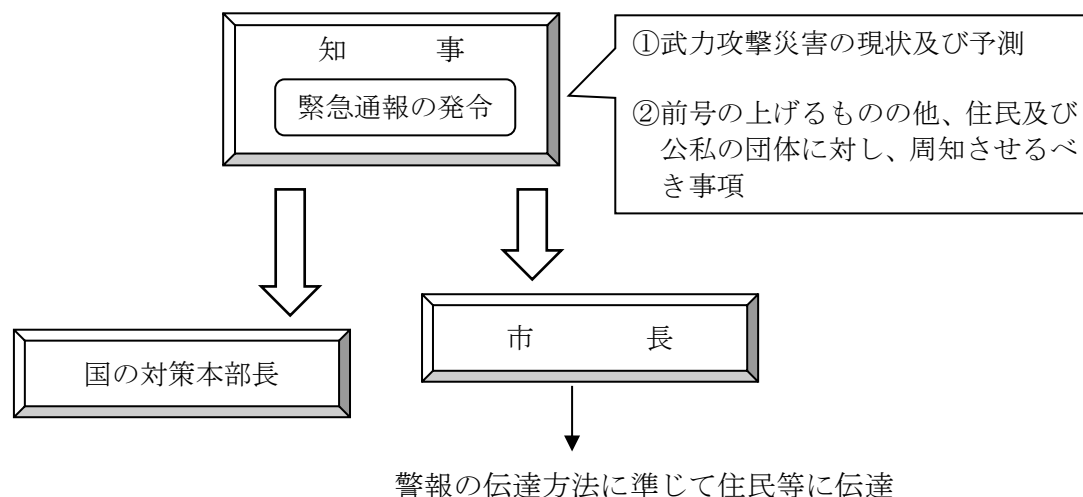 知　　　事
緊急通報の発令
①武力攻撃災害の現状及び予測
②前号の上げるものの他、住民及び
公私の団体に対し、周知させるべ
き事項
国の対策本部長
市　　　長
警報の伝達方法に準じて住民等に伝達